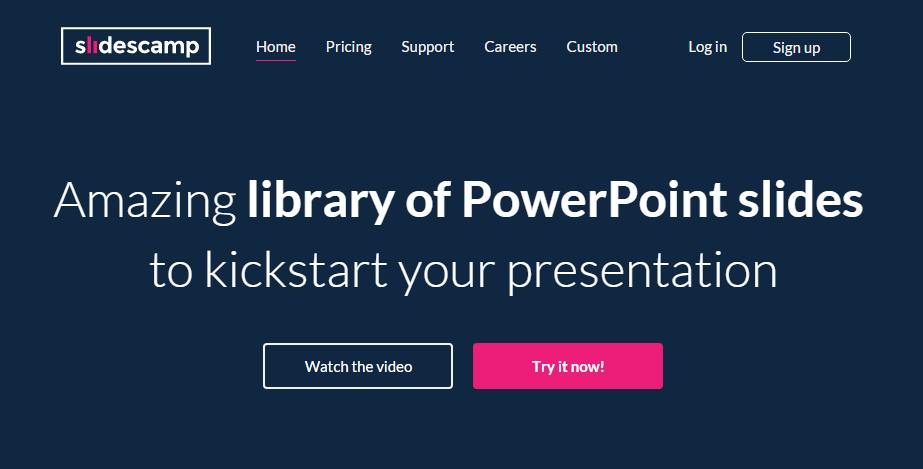 slidescamp Home Pricing Support Careers Custom Log in Sign up
Amazing library of PowerPoint slides
to kickstart your presentation
Watch the video Try it now!